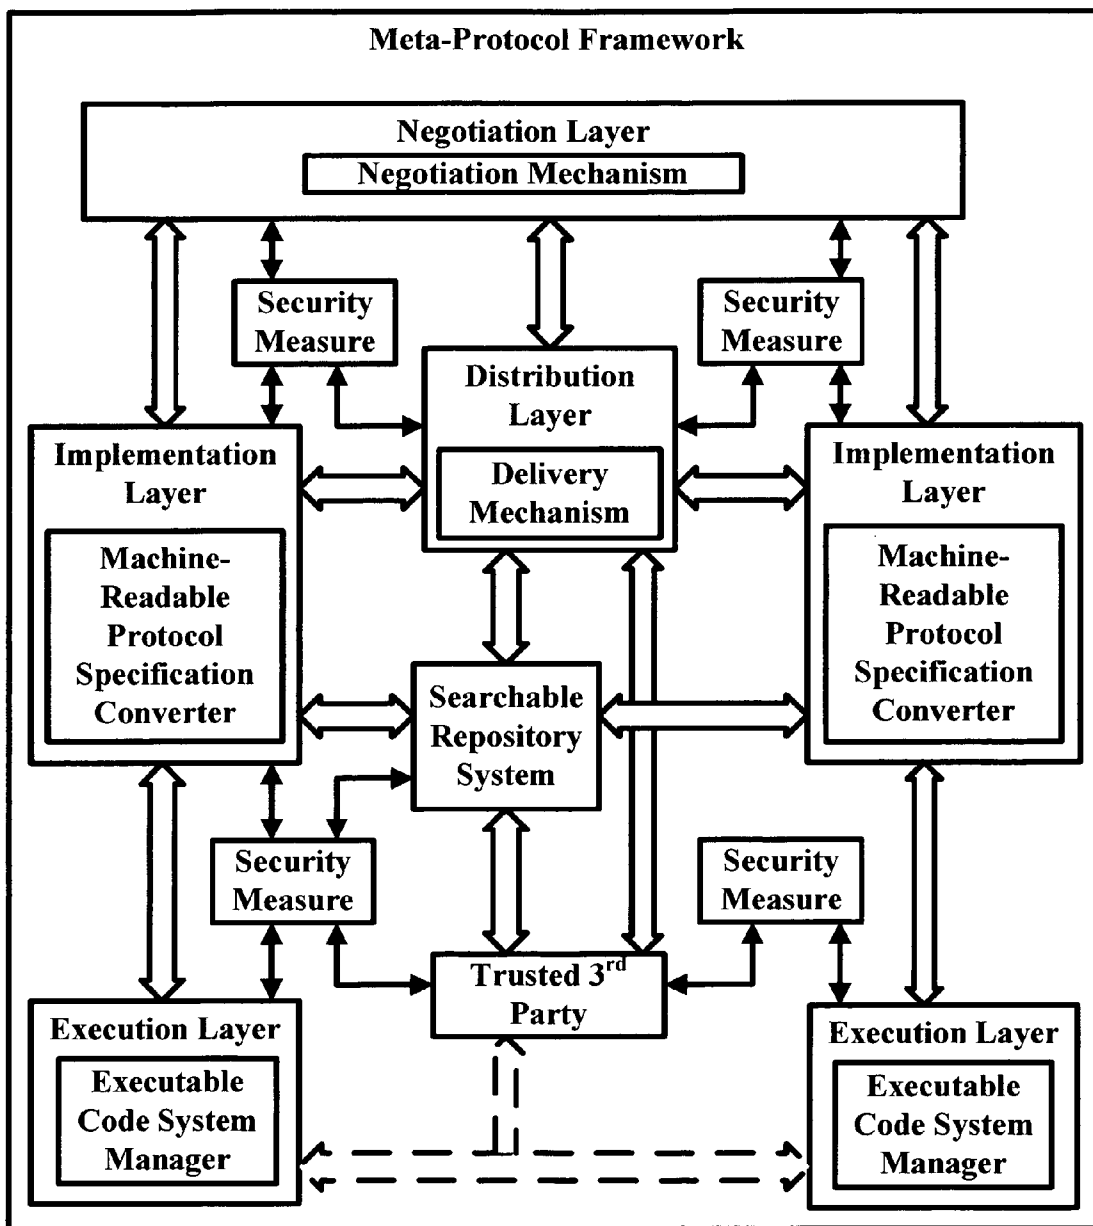 Meta-Protocol Framework
Negotiation Layer
Negotiation Mechanism
Security
Measure
Security
Measure
Distribution
Layer
Delivery
Mechanism
Implementation
Layer
Machine-
Readable
Protocol
Specification
Converter
Implementation
Layer
Machine-
Readable
Protocol
Specification
Converter
Searchable
Repository
System
Security
Measure
Security
Measure
Trusted 3rd
Party
Execution Layer
Executable
Code System
Manager
Execution Layer
Executable
Code System
Manager